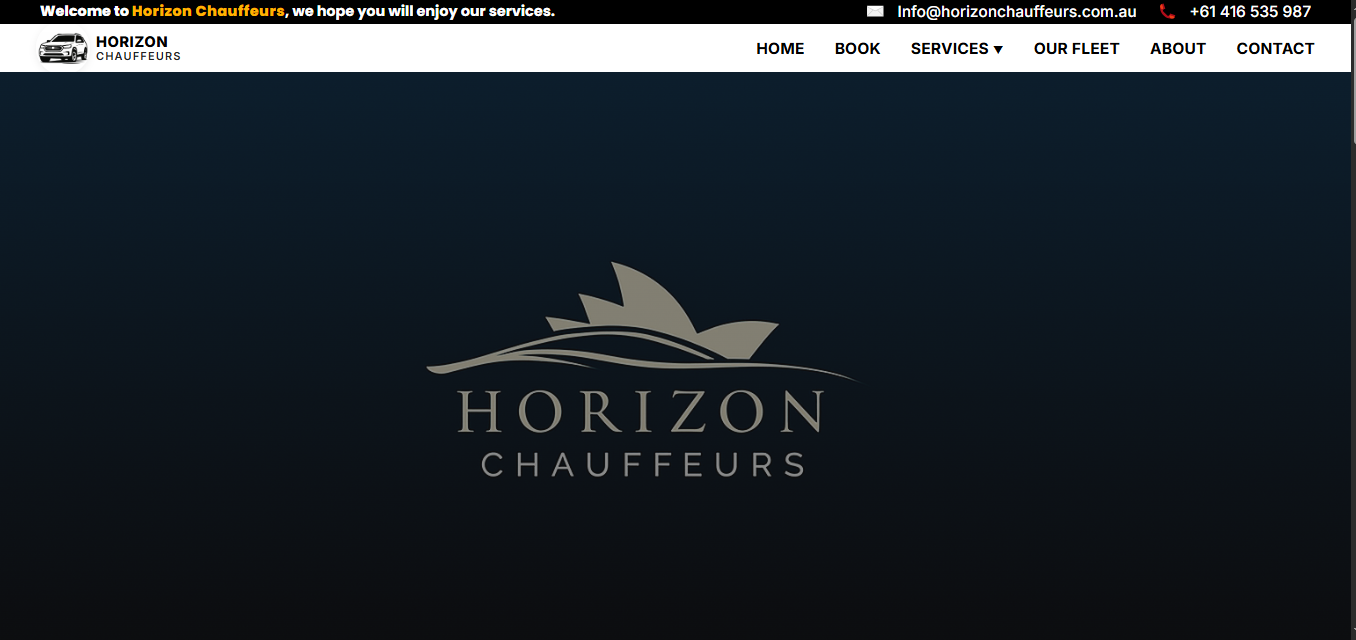 Welcome to Horizon Chauffeurs, we hope you will enjoy our services.
Info@horizonchauffeurs.com.au
+61 416 535 987
HORIZON
CHAUFFEURS
HOME
BOOK
SERVICES ▼
OUR FLEET
ABOUT
CONTACT
HORIZON
CHAUFFEURS